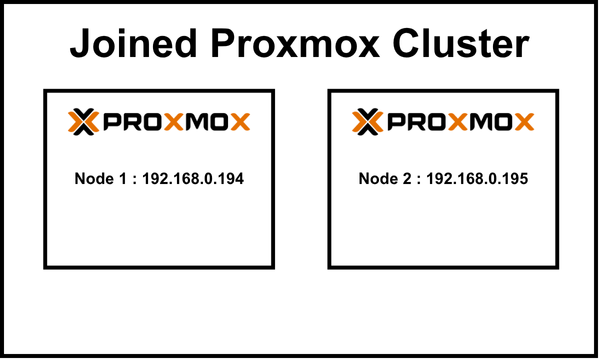 Joined Proxmox Cluster
PROXMOX
Node 1 : 192.168.0.194
PROXMOX
Node 2 : 192.168.0.195